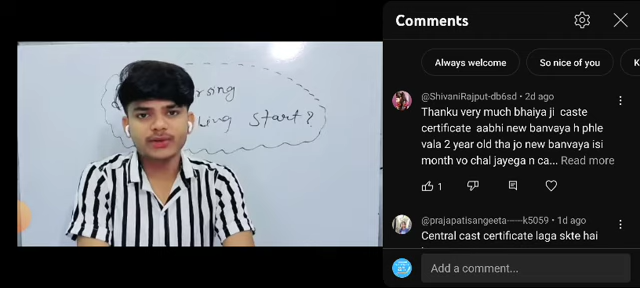 Comments
Always welcome
So nice of you
K
rsing
ling start?
@ShivaniRajput-db6sd • 2d ago
Thanku very much bhaiya ji caste
certificate aabhi new banvaya h phle
vala 2 year old tha jo new banvaya isi
month vo chal jayega n ca... Read more
1
@prajapatisangeeta----k5059 • 1d ago
Central cast certificate laga skte hai
Add a comment...